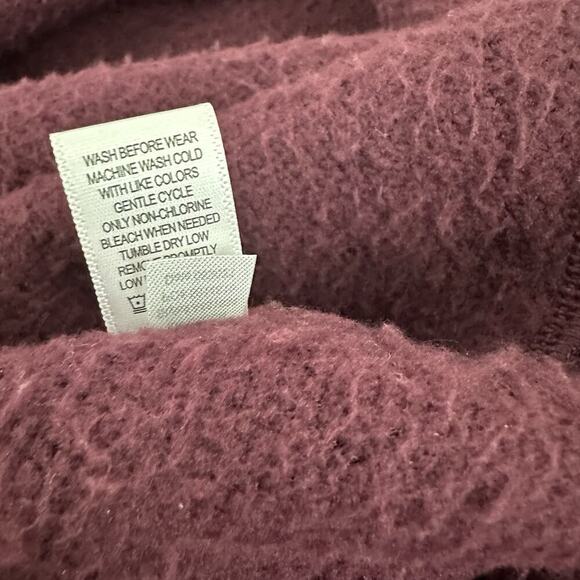 WASH BEFORE WEAR
MACHINE WASH COLD
WITH LIKE COLORS
GENTLE CYCLE
ONLY NON-CHLORINE
BLEACH WHEN NEEDED
TUMBLE DRY LOW
PROMPTLY
LOW